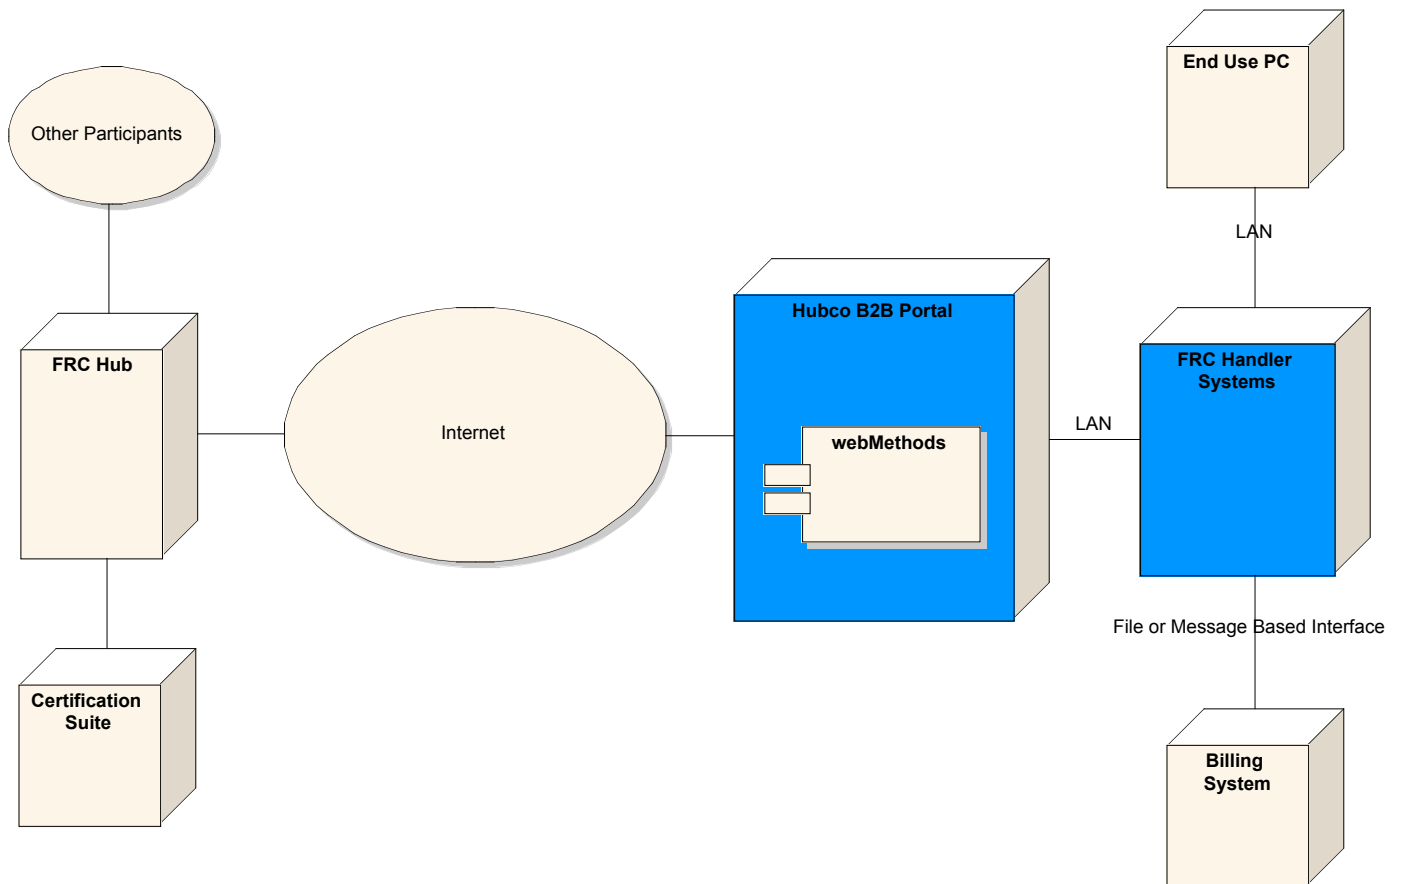 End Use PC
Other Participants
LAN
Hubco B2B Portal
FRC Hub
FRC Handler
Systems
Internet
LAN
webMethods
File or Message Based Interface
Certification
Suite
Billing
System